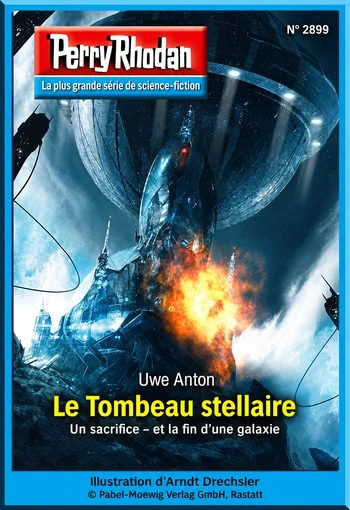 N° 2899
Perry Rhodan
La plus grande série de science-fiction
Uwe Anton
Le Tombeau stellaire
Un sacrifice – et la fin d'une galaxie
Illustration d'Arndt Drechsler
© Pabel-Moewig Verlag GmbH, Rastatt